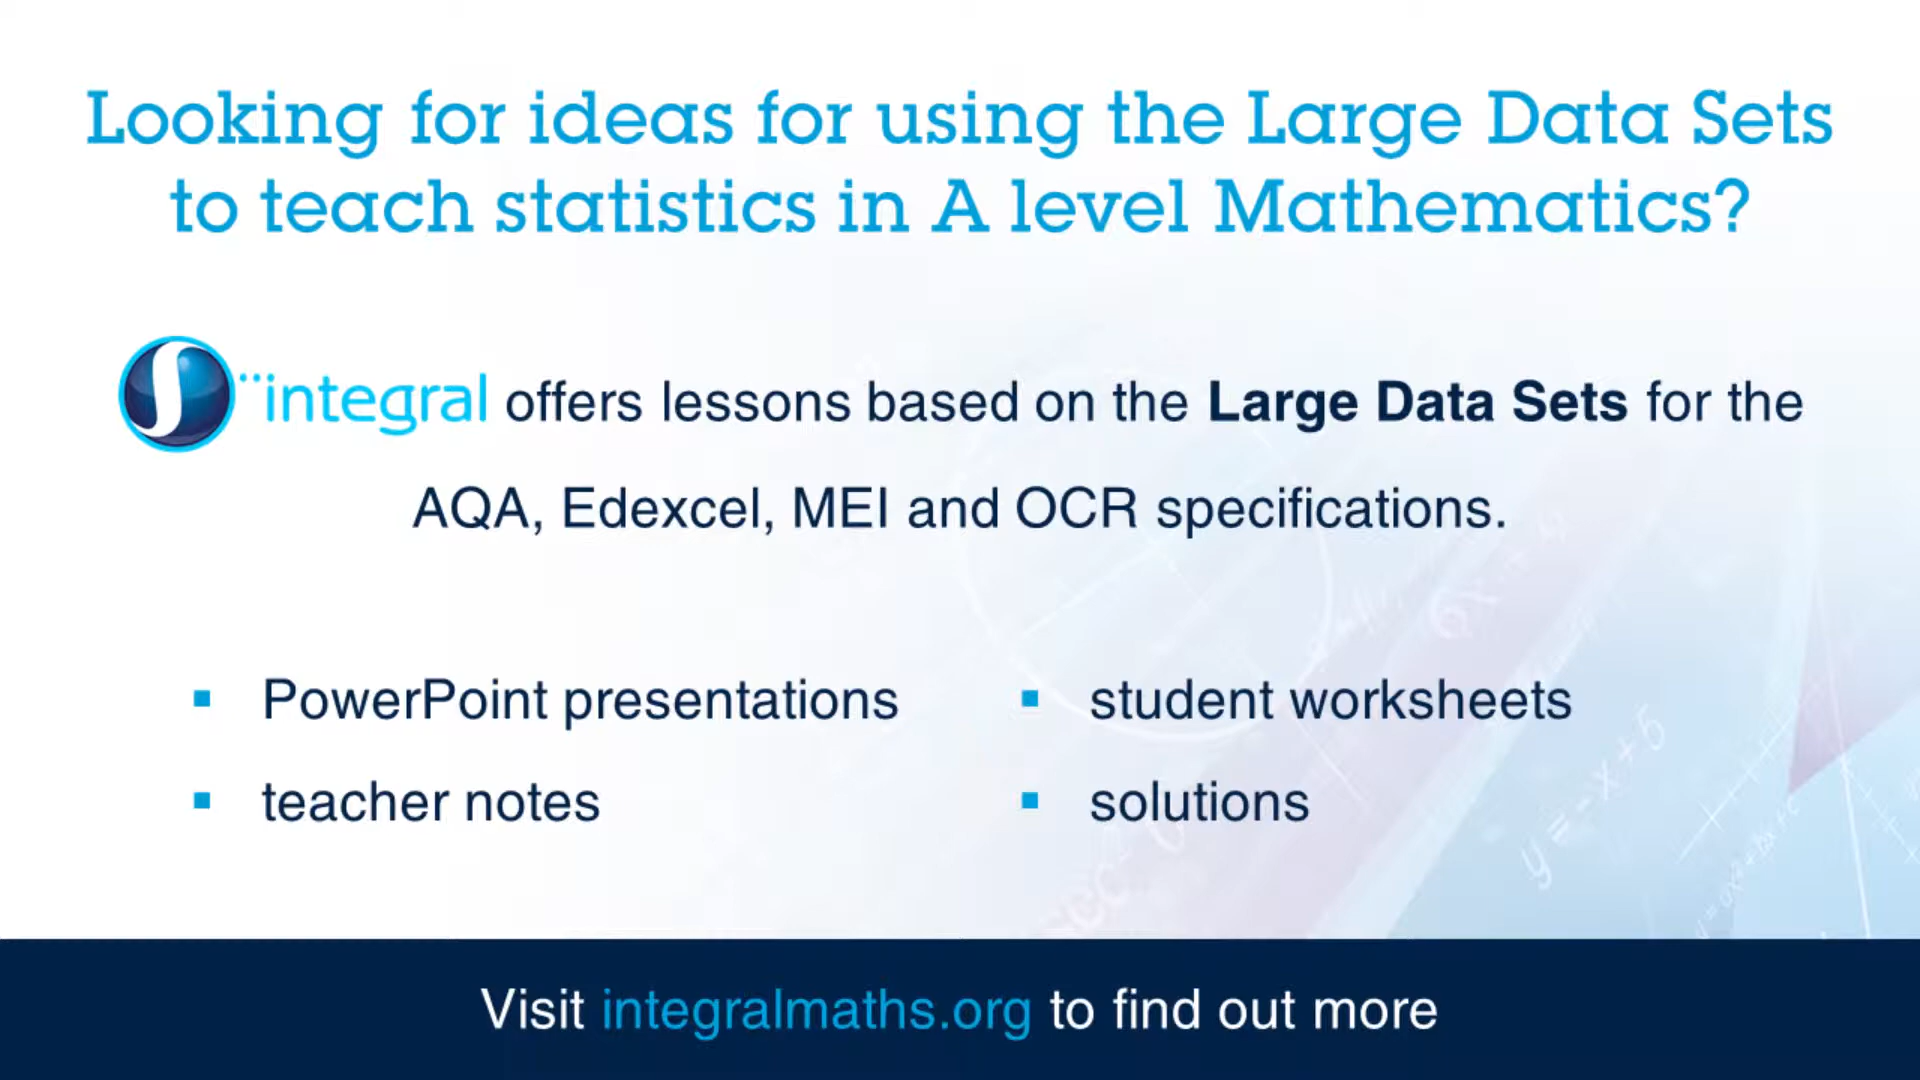 Looking for ideas for using the Large Data Sets
to teach statistics in A level Mathematics?
integral offers lessons based on the Large Data Sets for the
AQA, Edexcel, MEI and OCR specifications.
▪ PowerPoint presentations
▪ teacher notes
▪ student worksheets
▪ solutions
y = -x + 5
Visit integralmaths.org to find out more